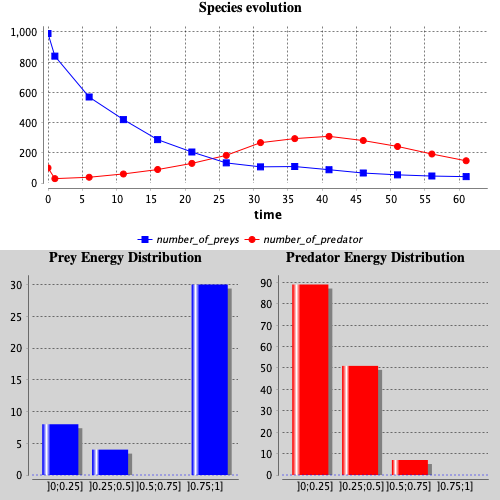 Species evolution
1,000
800
600
400
200
0
0 5 10 15 20 25 30 35 40 45 50 55 60
time
number_of_preys number_of_predator
Prey Energy Distribution
30
25
20
15
10
5
0
]0;0.25] ]0.25;0.5] ]0.5;0.75] ]0.75;1]
Predator Energy Distribution
90
80
70
60
50
40
30
20
10
0
]0;0.25] ]0.25;0.5] ]0.5;0.75] ]0.75;1]